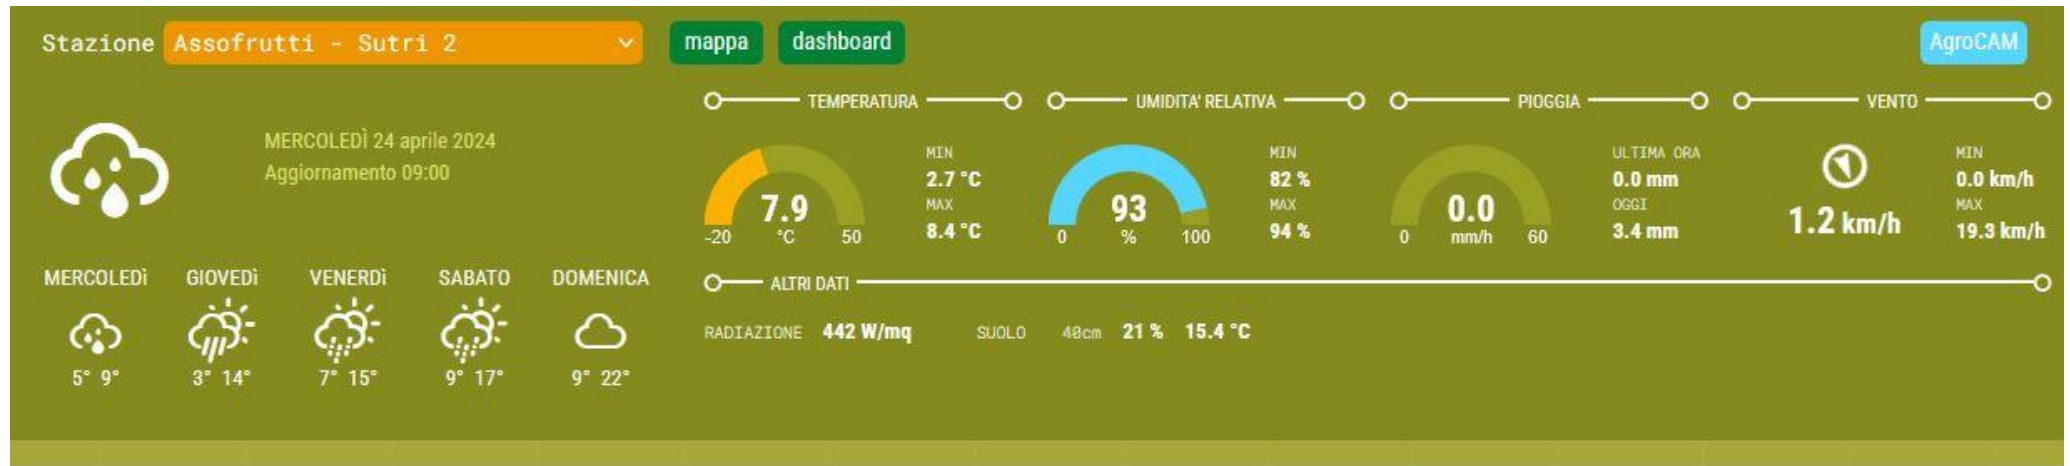 Stazione Assofrutti - Sutri 2 mappa dashboard AgroCAM
MERCOLEDÌ 24 aprile 2024
Aggiornamento 09:00
TEMPERATURA
7.9
°C
-20 50
MIN
2.7 °C
MAX
8.4 °C
UMIDITA' RELATIVA
93
%
0 100
MIN
82 %
MAX
94 %
PIOGGIA
0.0
mm/h
0 60
ULTIMA ORA
0.0 mm
OGGI
3.4 mm
VENTO
1.2 km/h
MIN
0.0 km/h
MAX
19.3 km/h
MERCOLEDì GIOVEDì VENERDì SABATO DOMENICA
5° 9° 3° 14° 7° 15° 9° 17° 9° 22°
ALTRI DATI
RADIAZIONE 442 W/mq SUOLO 40cm 21 % 15.4 °C